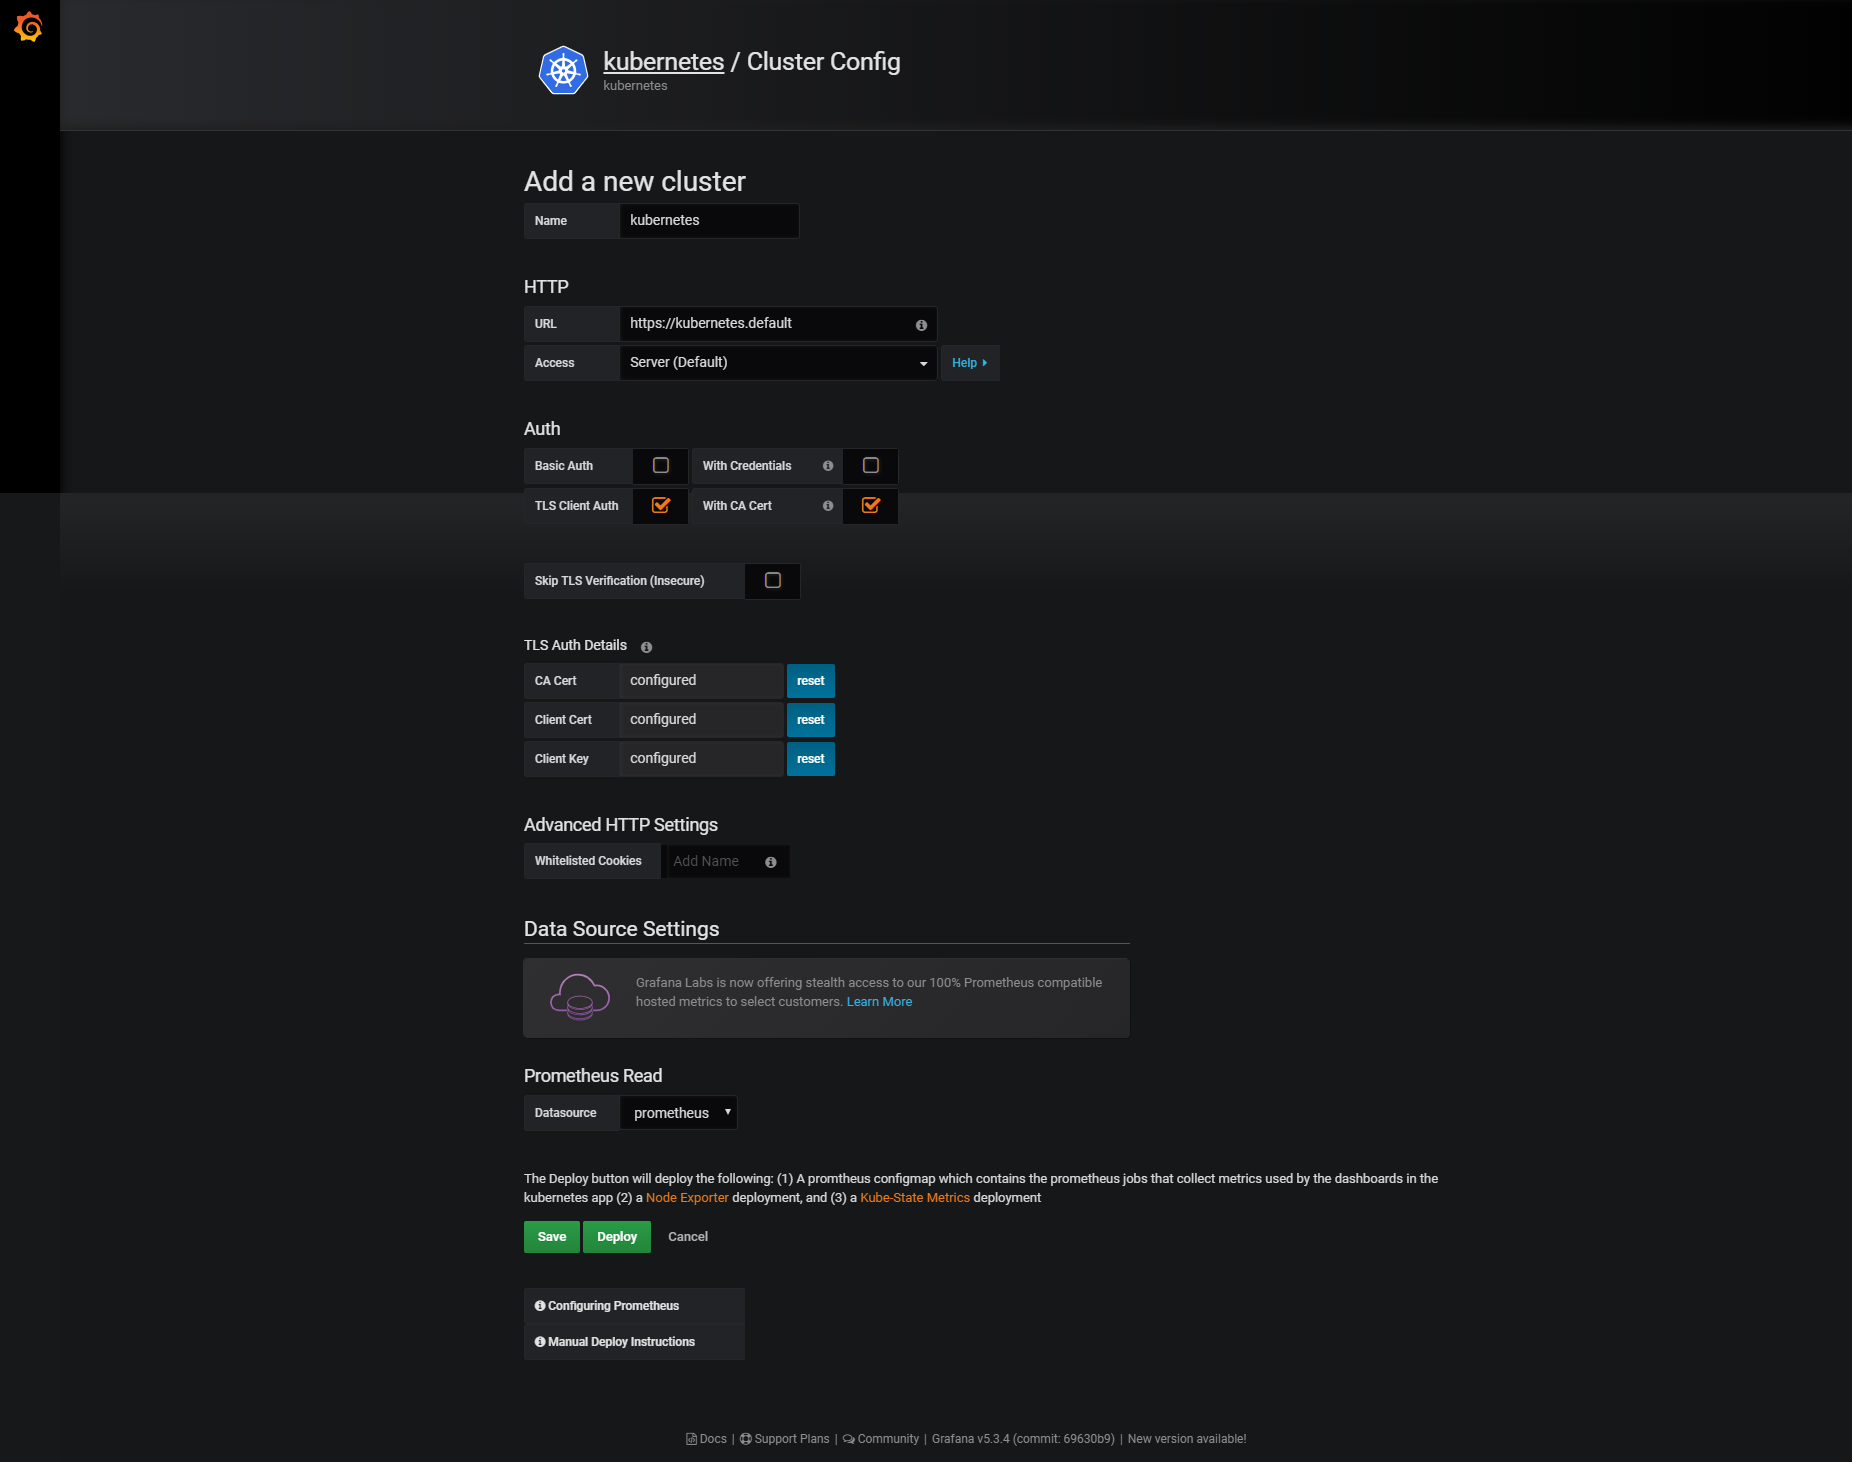 kubernetes / Cluster Config
kubernetes
Add a new cluster
Name kubernetes
HTTP
URL https://kubernetes.default
Access Server (Default) Help
Auth
Basic Auth With Credentials
TLS Client Auth With CA Cert
Skip TLS Verification (Insecure)
TLS Auth Details
CA Cert configured reset
Client Cert configured reset
Client Key configured reset
Advanced HTTP Settings
Whitelisted Cookies Add Name
Data Source Settings
Grafana Labs is now offering stealth access to our 100% Prometheus compatible
hosted metrics to select customers. Learn More
Prometheus Read
Datasource prometheus
The Deploy button will deploy the following: (1) A promtheus configmap which contains the prometheus jobs that collect metrics used by the dashboards in the
kubernetes app (2) a Node Exporter deployment, and (3) a Kube-State Metrics deployment
Save Deploy Cancel
Configuring Prometheus
Manual Deploy Instructions
Docs | Support Plans | Community | Grafana v5.3.4 (commit: 69630b9) | New version available!